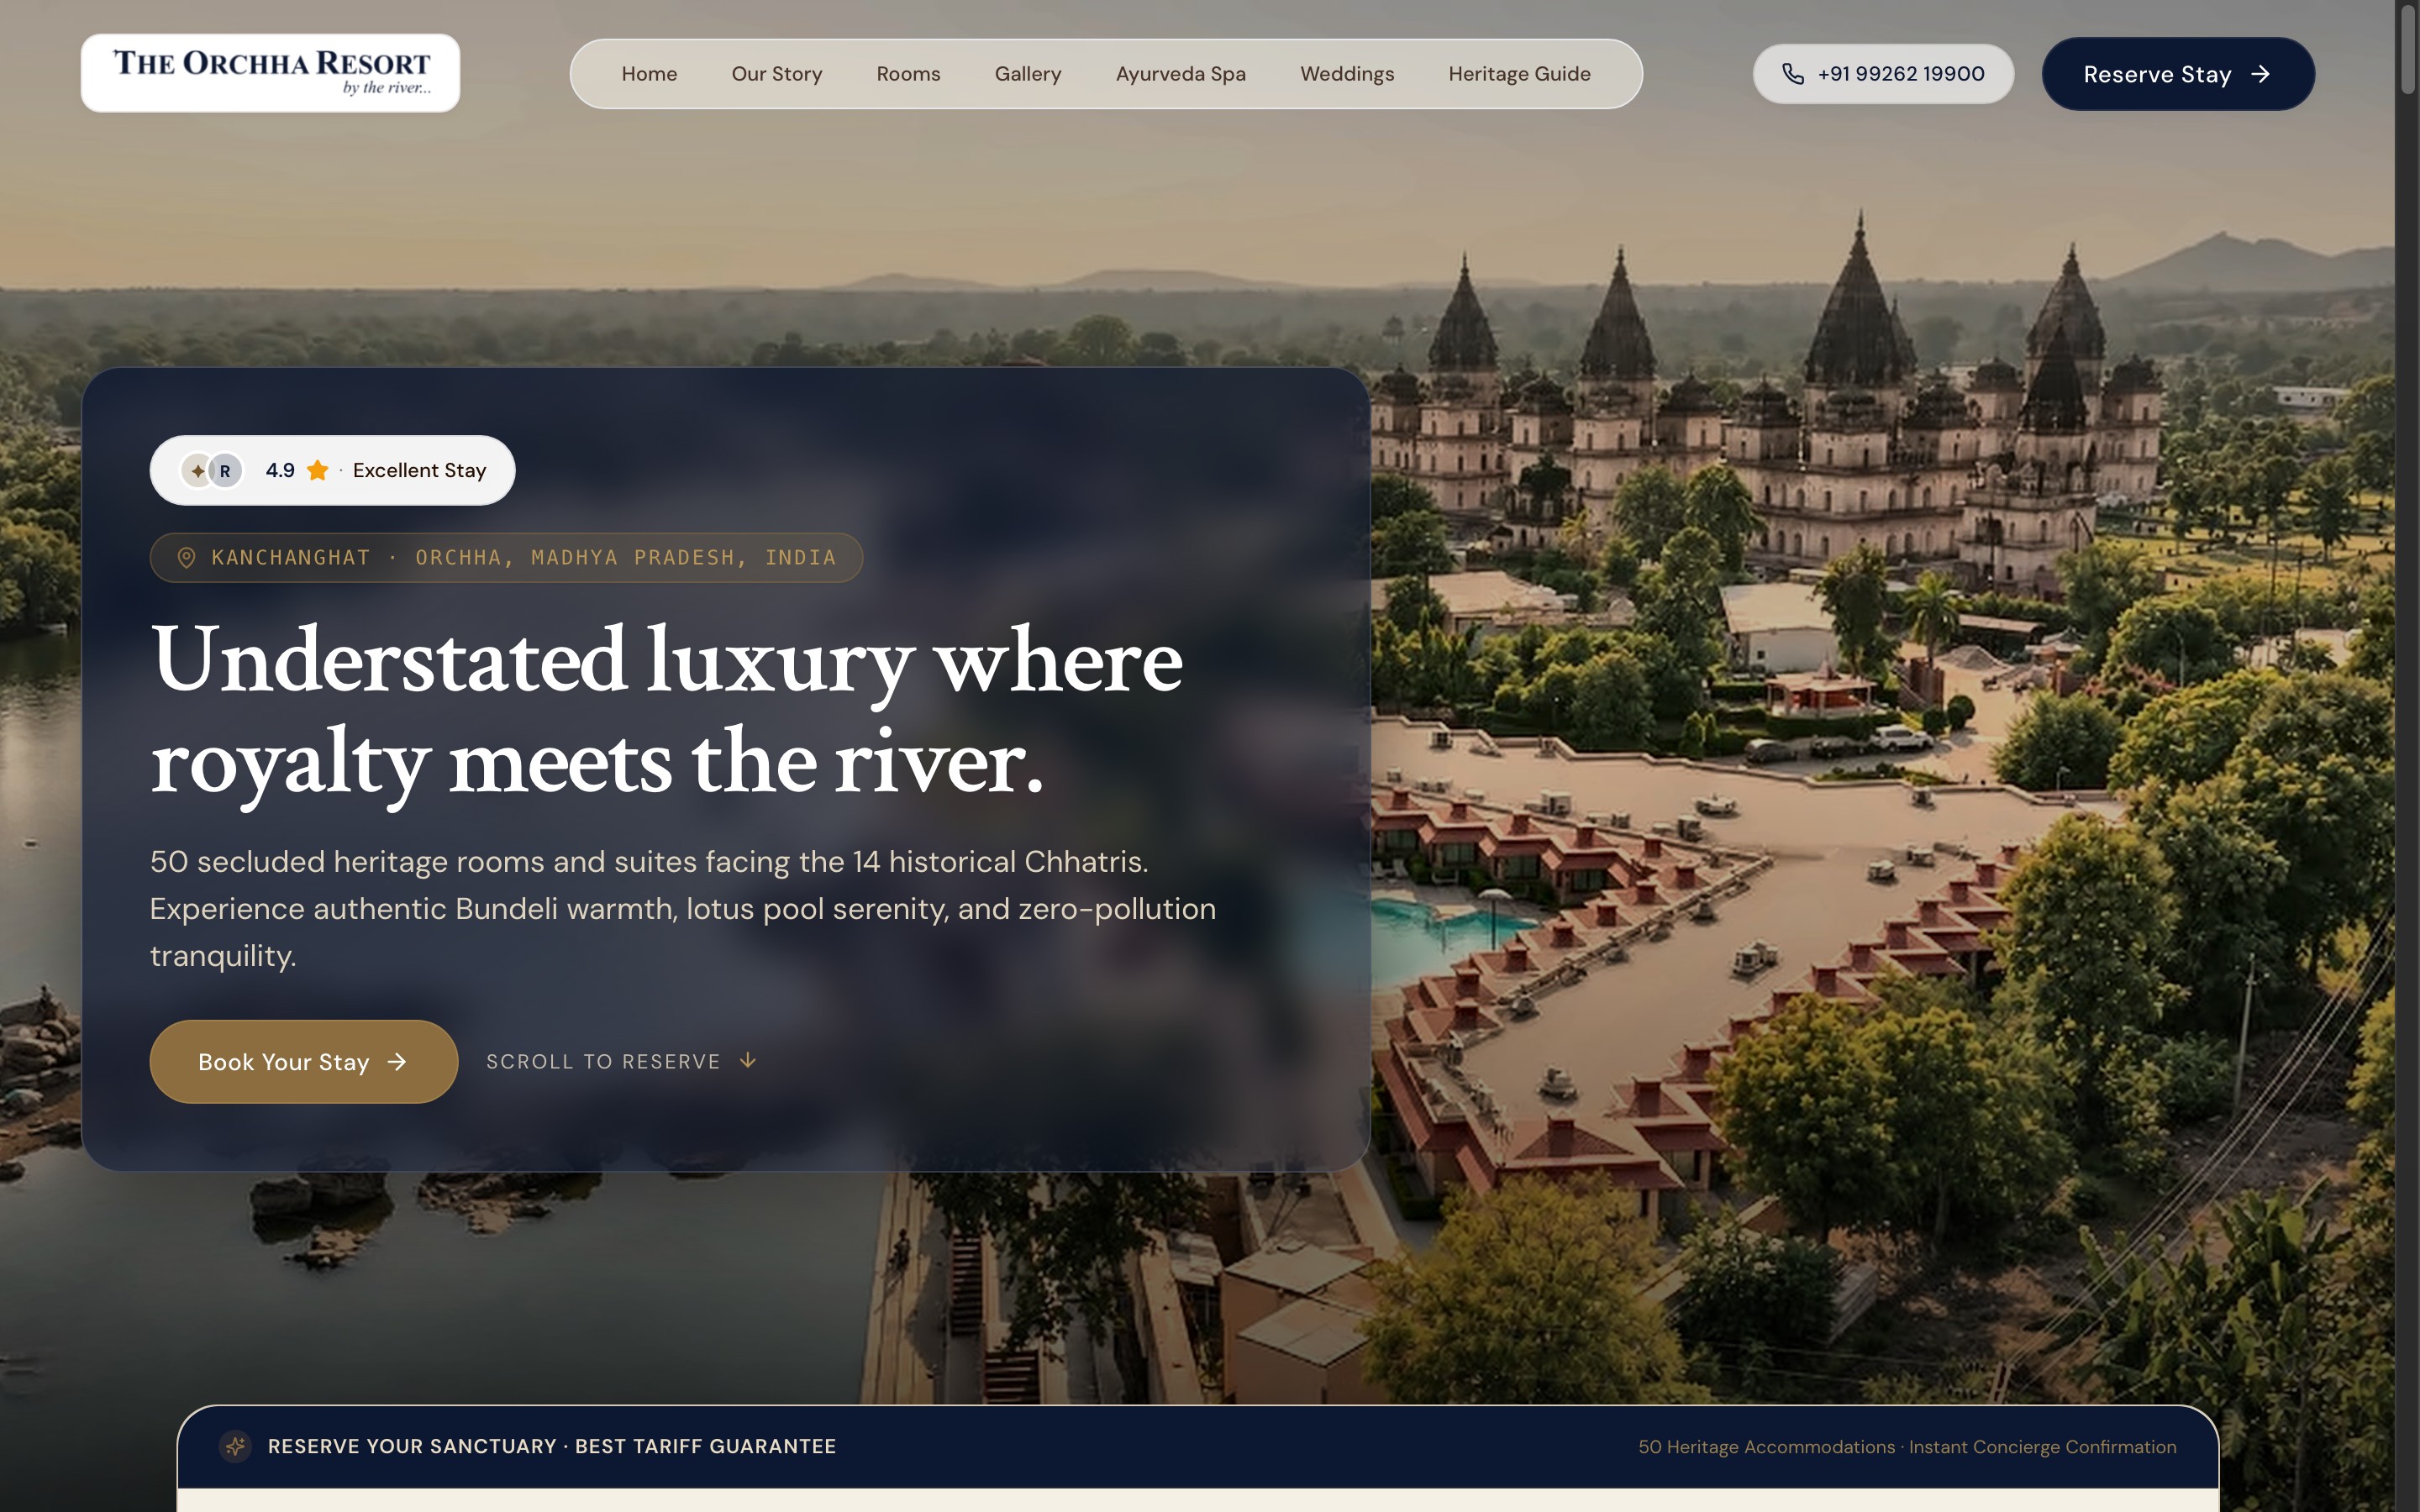 THE ORCHHA RESORT
by the river...
Home
Our Story
Rooms
Gallery
Ayurveda Spa
Weddings
Heritage Guide
+91 99262 19900
Reserve Stay
R
4.9 · Excellent Stay
KANCHANGHAT · ORCHHA, MADHYA PRADESH, INDIA
Understated luxury where
royalty meets the river.
50 secluded heritage rooms and suites facing the 14 historical Chhatris.
Experience authentic Bundeli warmth, lotus pool serenity, and zero-pollution
tranquility.
Book Your Stay
SCROLL TO RESERVE
RESERVE YOUR SANCTUARY · BEST TARIFF GUARANTEE
50 Heritage Accommodations · Instant Concierge Confirmation